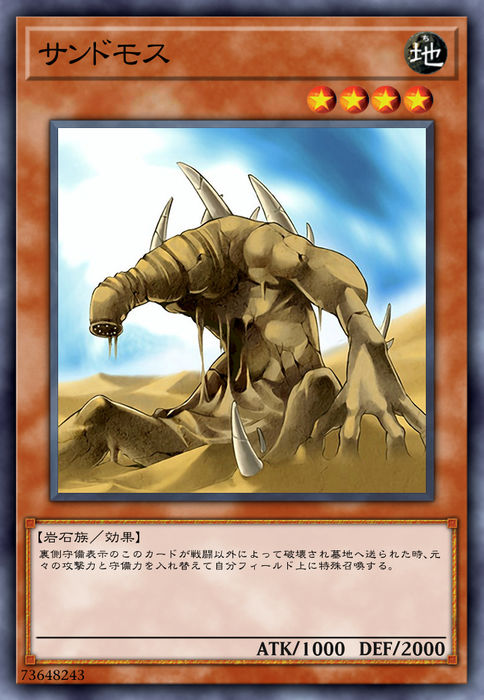 サンドモス
ち
地
【岩石族／効果】
裏側守備表示のこのカードが戦闘以外によって破壊され墓地へ送られた時、元
々の攻撃力と守備力を入れ替えて自分フィールド上に特殊召喚する。
ATK/1000 DEF/2000
73648243